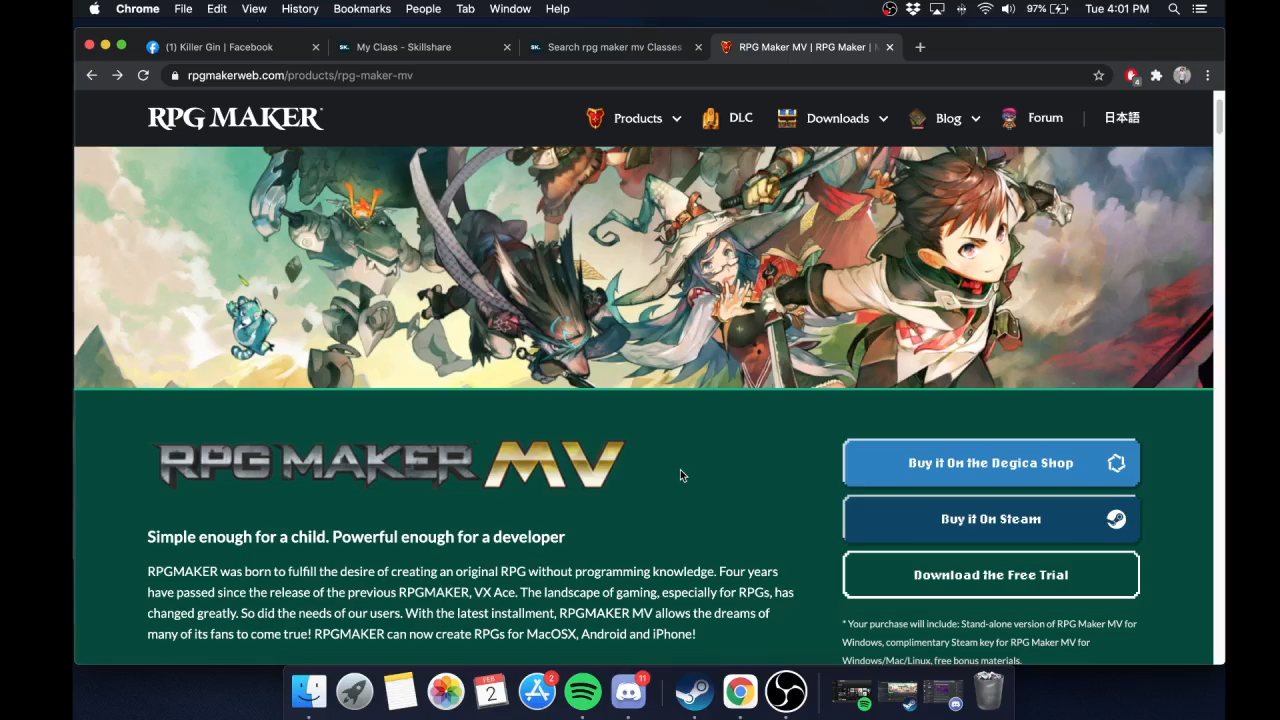 Chrome File Edit View History Bookmarks People Tab Window Help 97% Tue 4:01 PM
(1) Killer Gin | Facebook My Class - Skillshare Search rpg maker mv Classes RPG Maker MV | RPG Maker |
rpgmakerweb.com/products/rpg-maker-mv 4
RPG MAKER Products DLC Downloads Blog Forum 日本語
RPG MAKER MV
Buy it On the Degica Shop
Buy it On Steam
Download the Free Trial
Simple enough for a child. Powerful enough for a developer
RPGMAKER was born to fulfill the desire of creating an original RPG without programming knowledge. Four years
have passed since the release of the previous RPGMAKER, VX Ace. The landscape of gaming, especially for RPGs, has
changed greatly. So did the needs of our users. With the latest installment, RPGMAKER MV allows the dreams of
many of its fans to come true! RPGMAKER can now create RPGs for MacOSX, Android and iPhone!
* Your purchase will include: Stand-alone version of RPG Maker MV for
Windows, complimentary Steam key for RPG Maker MV for
Windows/Mac/Linux, free bonus materials.
FEB
2 2 11